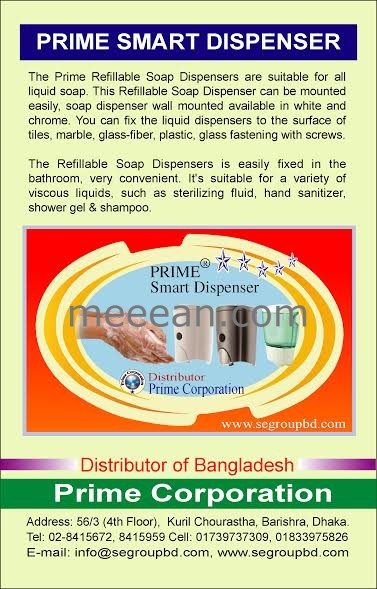 PRIME SMART DISPENSER
The Prime Refillable Soap Dispensers are suitable for all
liquid soap. This Refillable Soap Dispenser can be mounted
easily, soap dispenser wall mounted available in white and
chrome. You can fix the liquid dispensers to the surface of
tiles, marble, glass-fiber, plastic, glass fastening with screws.
The Refillable Soap Dispensers is easily fixed in the
bathroom, very convenient. It's suitable for a variety of
viscous liquids, such as sterilizing fluid, hand sanitizer,
shower gel & shampoo.
PRIME®
Smart Dispenser
meeean.com
Distributor
Prime Corporation
www.segroupbd.com
Distributor of Bangladesh
Prime Corporation
Address: 56/3 (4th Floor), Kuril Chourastha, Barishra, Dhaka.
Tel: 02-8415672, 8415959 Cell: 01739737309, 01833975826
E-mail: info@segroupbd.com, www.segroupbd.com